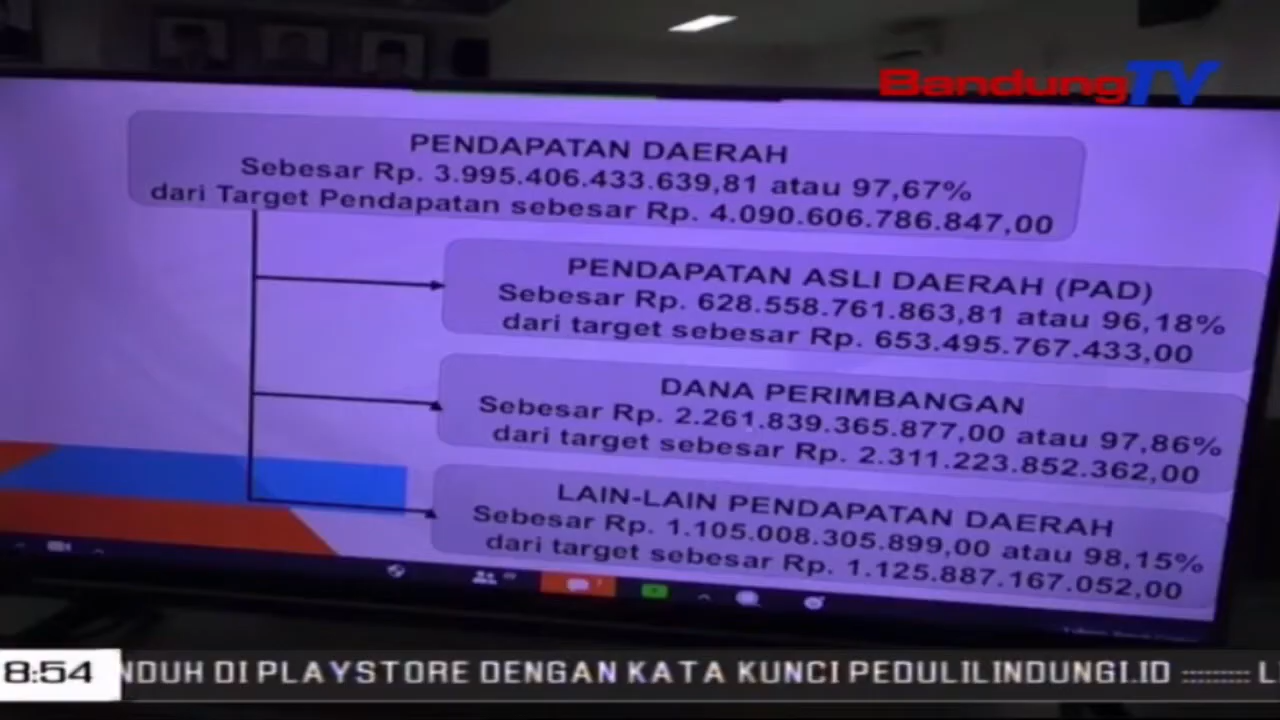 BandungTV
PENDAPATAN DAERAH
Sebesar Rp. 3.995.406.433.639,81 atau 97,67%
dari Target Pendapatan sebesar Rp. 4.090.606.786.847,00
PENDAPATAN ASLI DAERAH (PAD)
Sebesar Rp. 628.558.761.863,81 atau 96,18%
dari target sebesar Rp. 653.495.767.433,00
DANA PERIMBANGAN
Sebesar Rp. 2.261.839.365.877,00 atau 97,86%
dari target sebesar Rp. 2.311.223.852.362,00
LAIN-LAIN PENDAPATAN DAERAH
Sebesar Rp. 1.105.008.305.899,00 atau 98,15%
dari target sebesar Rp. 1.125.887.167.052,00
8:54 NDUH DI PLAYSTORE DENGAN KATA KUNCI PEDULILINDUNGI.ID :::::::::: L